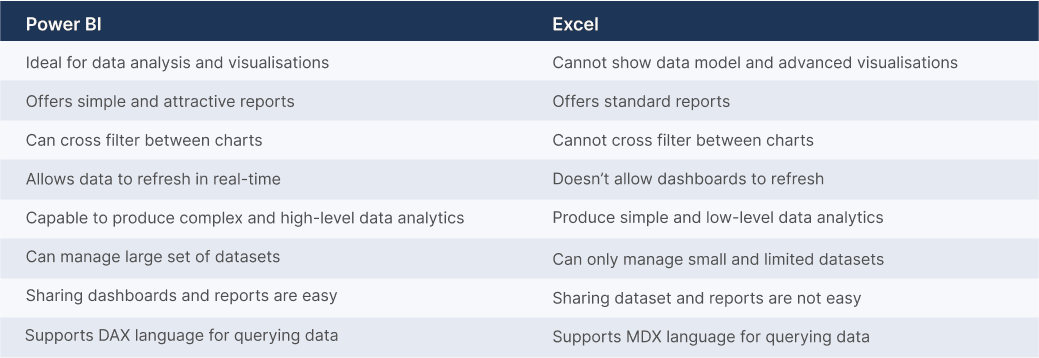 Power BI Excel
Ideal for data analysis and visualisations Cannot show data model and advanced visualisations
Offers simple and attractive reports Offers standard reports
Can cross filter between charts Cannot cross filter between charts
Allows data to refresh in real-time Doesn’t allow dashboards to refresh
Capable to produce complex and high-level data analytics Produce simple and low-level data analytics
Can manage large set of datasets Can only manage small and limited datasets
Sharing dashboards and reports are easy Sharing dataset and reports are not easy
Supports DAX language for querying data Supports MDX language for querying data